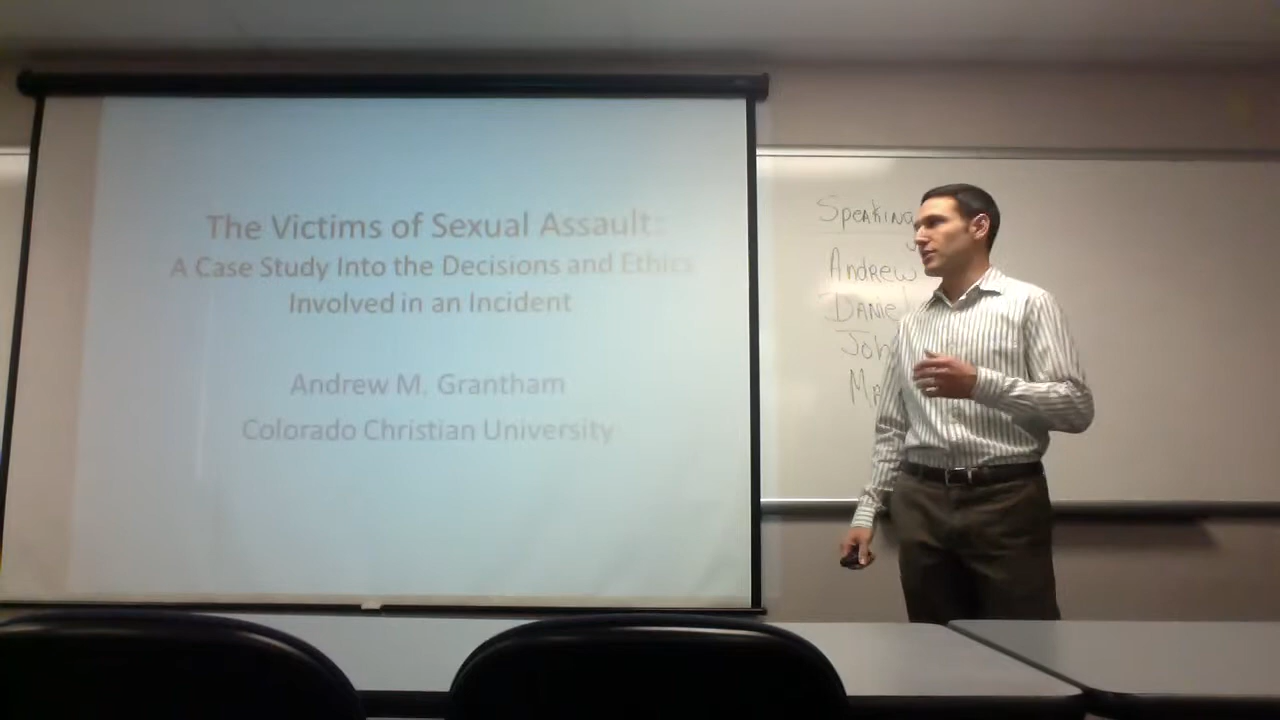 The Victims of Sexual Assault:
A Case Study Into the Decisions and Ethics
Involved in an Incident
Andrew M. Grantham
Colorado Christian University
Speaking
Andrew